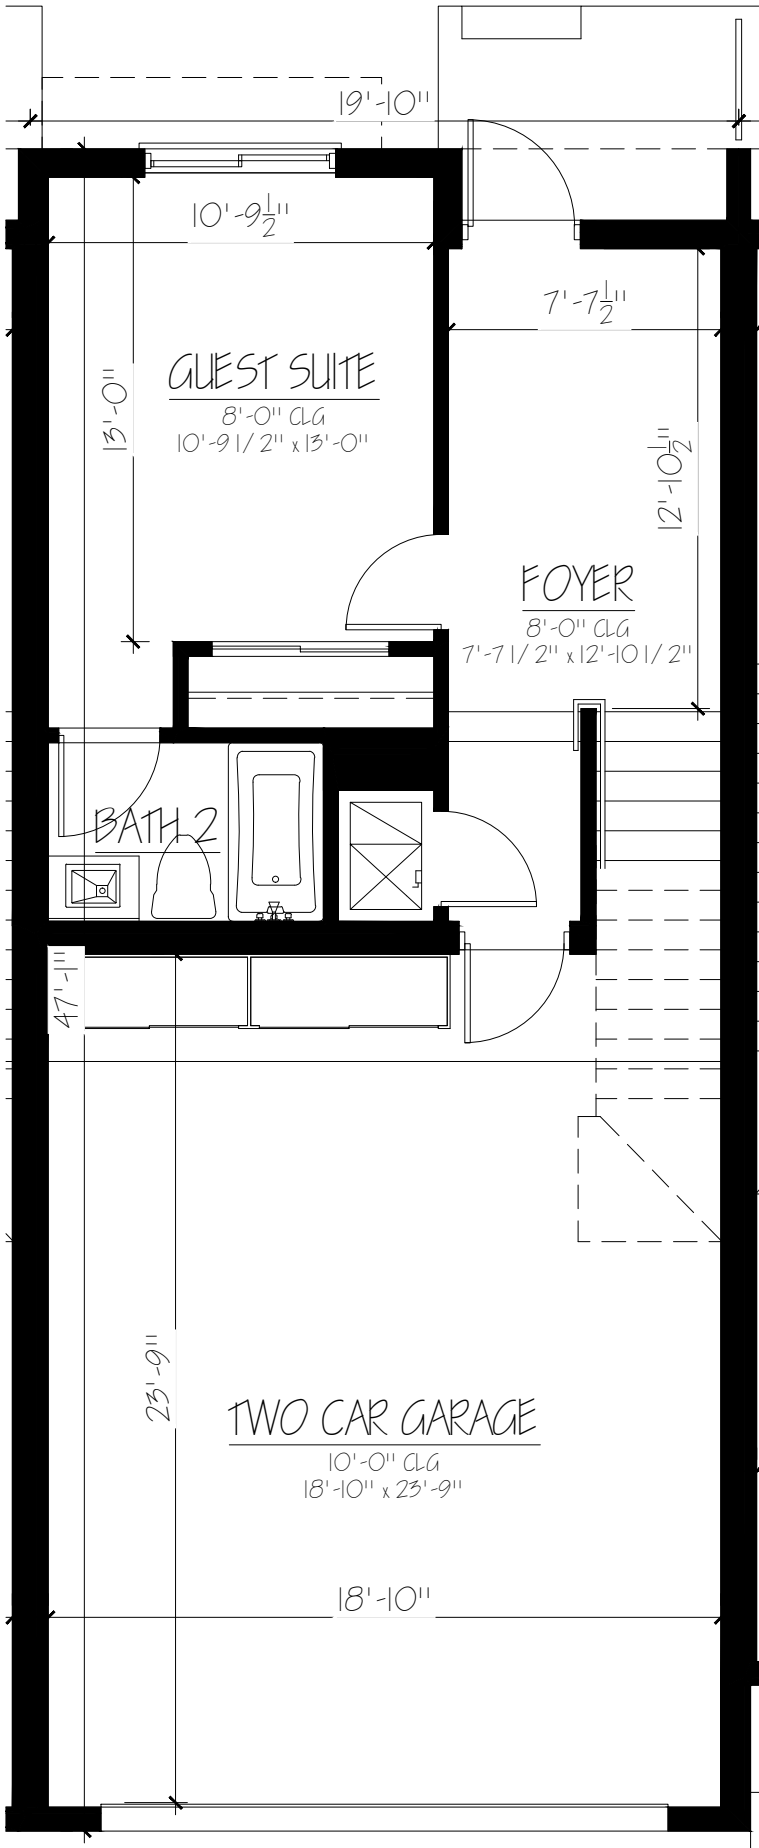 19'-10"
10'-9 1/2"
7'-7 1/2"
GUEST SUITE
8'-0" CLG
10'-9 1/2" x 13'-0"
13'-0"
12'-10 1/2"
FOYER
8'-0" CLG
7'-7 1/2" x 12'-10 1/2"
BATH 2
47'-1"
23'-9"
TWO CAR GARAGE
10'-0" CLG
18'-10" x 23'-9"
18'-10"